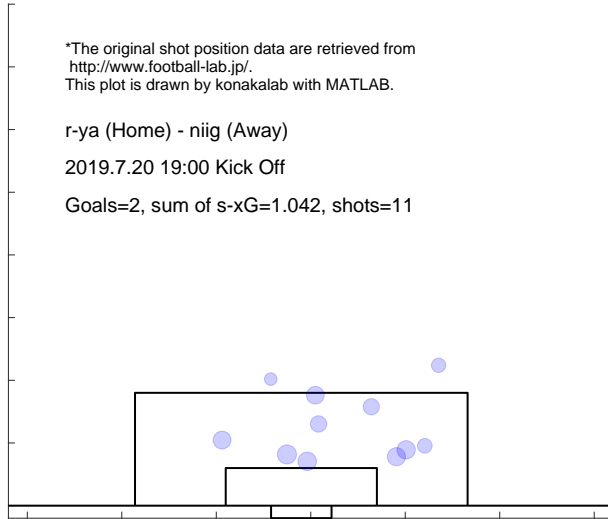 *The original shot position data are retrieved from
http://www.football-lab.jp/.
This plot is drawn by konakalab with MATLAB.
r-ya (Home) - niig (Away)
2019.7.20 19:00 Kick Off
Goals=2, sum of s-xG=1.042, shots=11